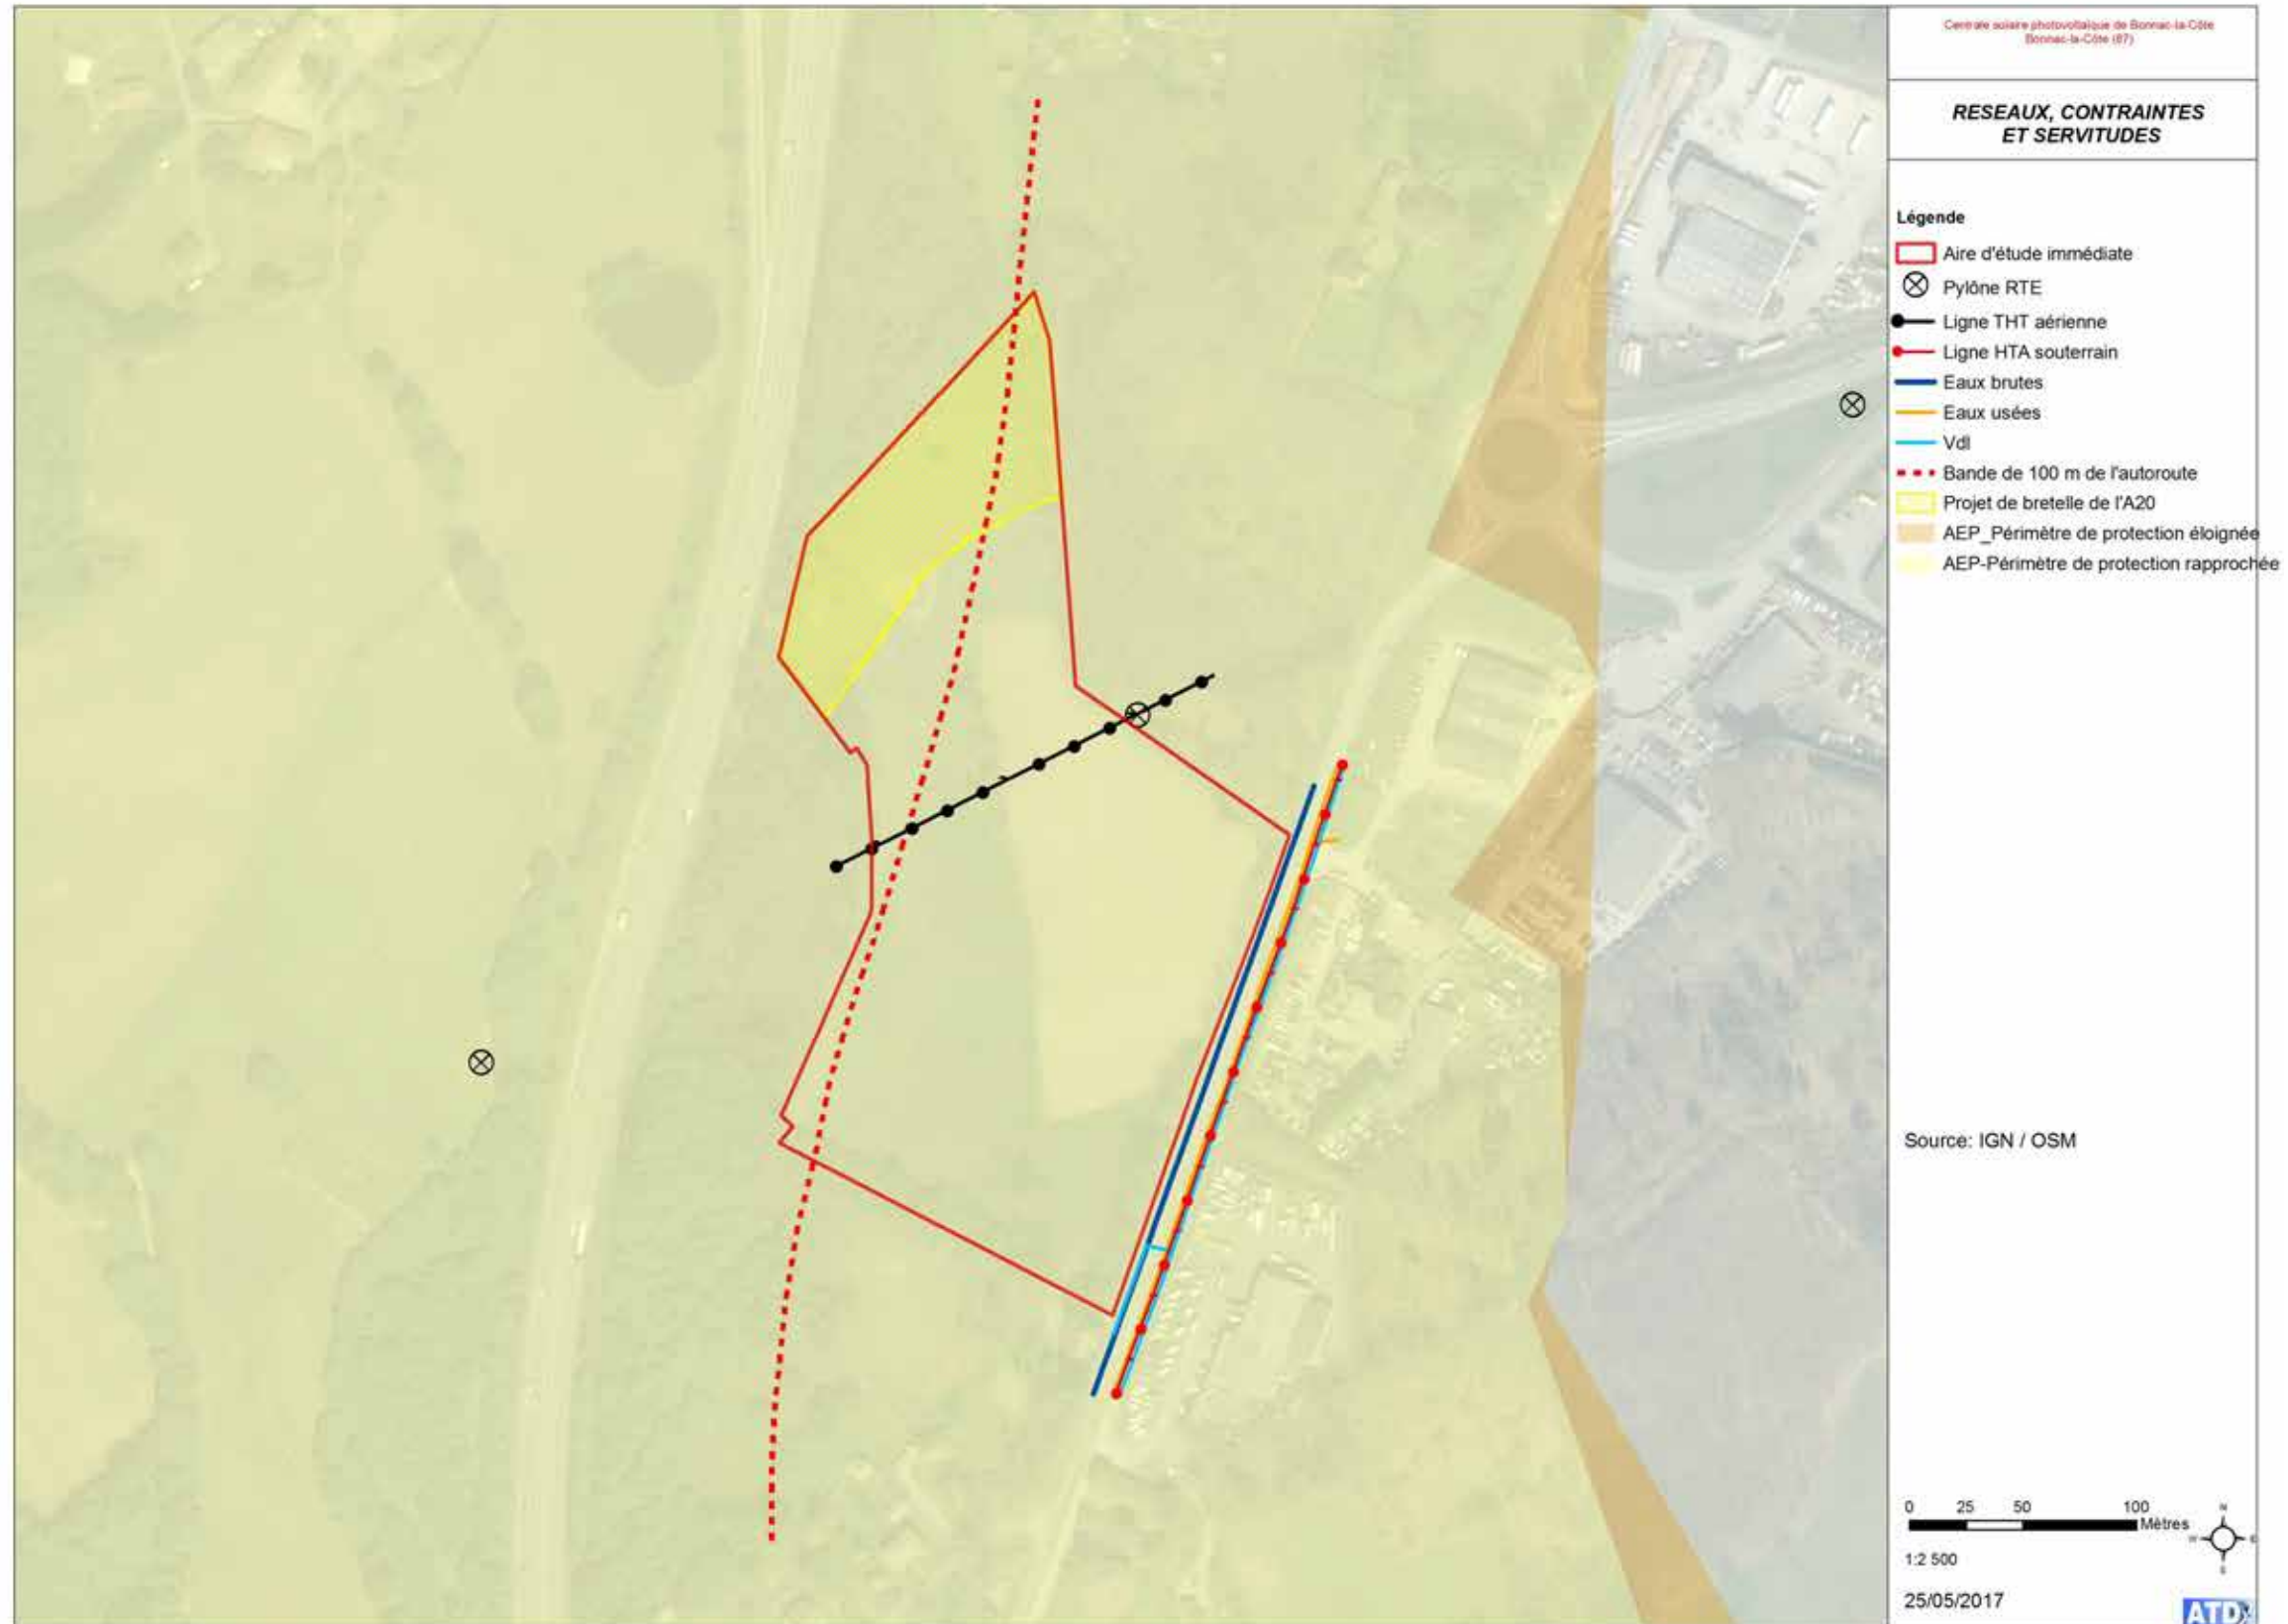 Centrale solaire photovoltaïque de Bonnac-la-Côte
Bonnac-la-Côte (87)
RESEAUX, CONTRAINTES
ET SERVITUDES
Légende
Aire d'étude immédiate
Pylône RTE
Ligne THT aérienne
Ligne HTA souterrain
Eaux brutes
Eaux usées
Vdl
Bande de 100 m de l'autoroute
Projet de bretelle de l'A20
AEP_Périmètre de protection éloignée
AEP-Périmètre de protection rapprochée
Source: IGN / OSM
0 25 50 100
Mètres
N
W E
S
1:2 500
25/05/2017
ATDx